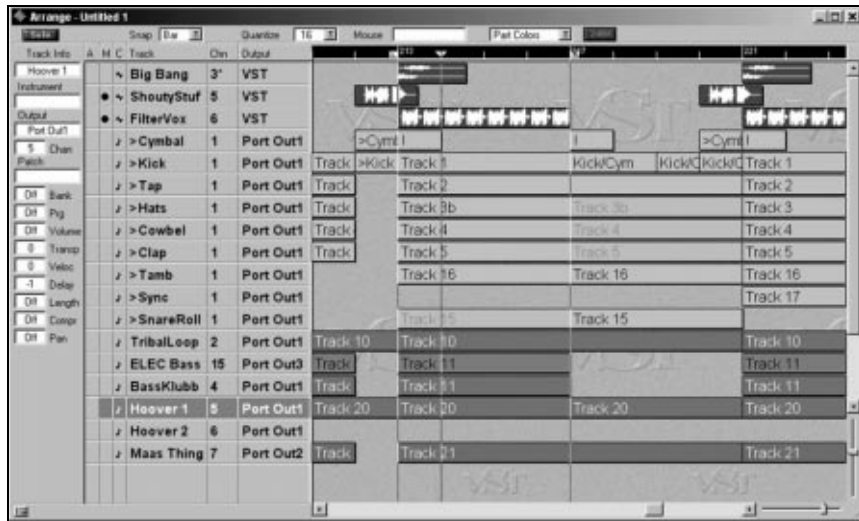 Arrange - Untitled 1
Solo Snap Bar Quantize 16 Mouse Part Colors
Track Info A M C Track Chn Output 213 217 221
Hoover 1 Big Bang 3' VST
Instrument
ShoutyStuf 5 VST
Output FilterVox 6 VST
Port Out1
5 Chan >Cymbal 1 Port Out1 >Cymb >Cymb
Patch >Kick 1 Port Out1 Track >Kick Track 1 Kick/Cym Kick/C Kick/C Track 1
Off Bank >Tap 1 Port Out1 Track Track 2 Track 2
Off Prg >Hats 1 Port Out1 Track Track 3b Track 3b Track 3
Off Volume >Cowbel 1 Port Out1 Track Track 4 Track 4 Track 4
0 Transp >Clap 1 Port Out1 Track Track 5 Track 5 Track 5
0 Veloc >Tamb 1 Port Out1 Track 16 Track 16 Track 16
-1 Delay
Off Length >Sync 1 Port Out1 Track 17
Off Compr >SnareRoll 1 Port Out1 Track 15 Track 15
Off Pan TribalLoop 2 Port Out1 Track 10 Track 10 Track 10
ELEC Bass 15 Port Out3 Track Track 11 Track 11
BassKlubb 4 Port Out1 Track Track 11 Track 11
Hoover 1 5 Port Out1 Track 20 Track 20 Track 20 Track 20
Hoover 2 6 Port Out1
Maas Thing 7 Port Out2 Track Track 21 Track 21
VST VST